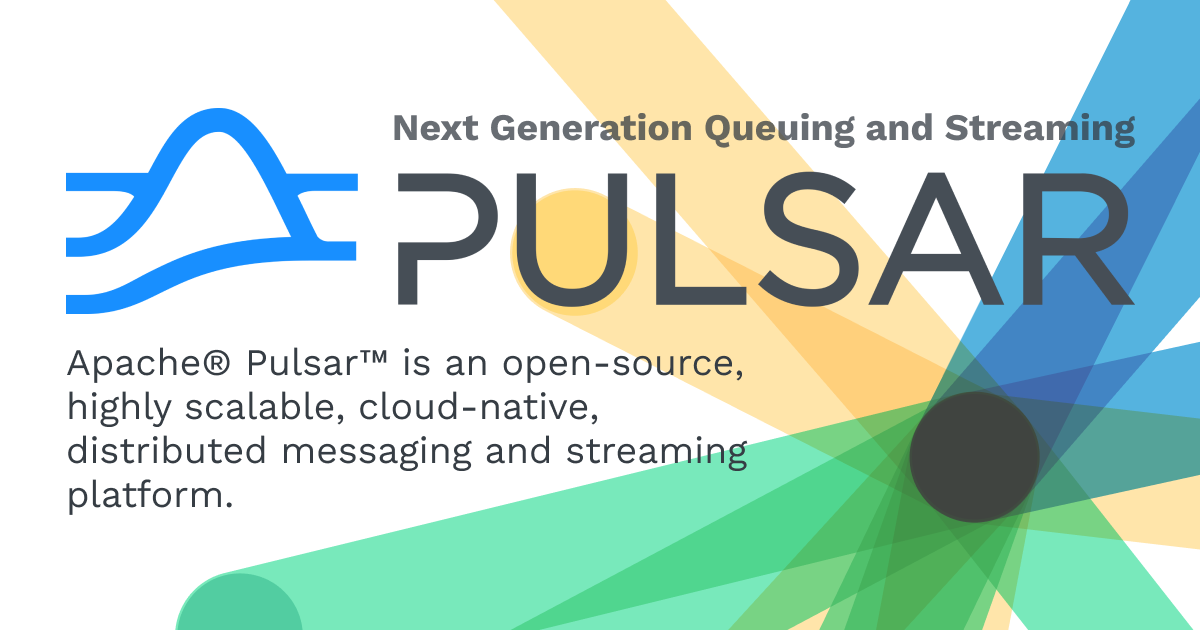 Next Generation Queuing and Streaming
PULSAR
Apache® Pulsar™ is an open-source,
highly scalable, cloud-native,
distributed messaging and streaming
platform.